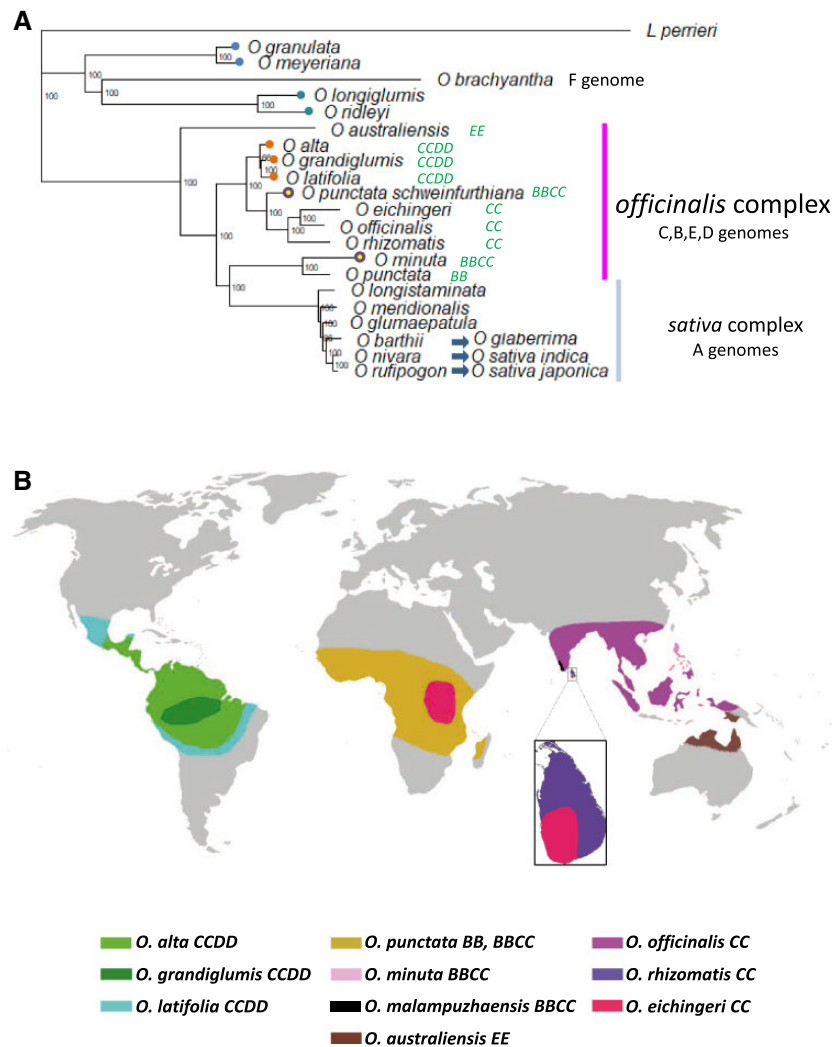 A
L perrieri
O granulata
O meyeriana
100
100
100
O brachyantha F genome
100
O longiglumis
100
O ridleyi
O australiensis EE
O alta CCDD
O grandiglumis CCDD
100
O latifolia CCDD
100
100
O punctata schweinfurthiana BBCC
O eichingeri CC
100
100
O officinalis CC
O rhizomatis CC
100
O minuta BBCC
100
O punctata BB
100
O longistaminata
O meridionalis
100
O glumaepatula
O barthii O glaberrima
100
O nivara O sativa indica
100
O rufipogon O sativa japonica
officinalis complex
C,B,E,D genomes
sativa complex
A genomes
B
O. alta CCDD
O. grandiglumis CCDD
O. latifolia CCDD
O. punctata BB, BBCC
O. minuta BBCC
O. malampuzhaensis BBCC
O. australiensis EE
O. officinalis CC
O. rhizomatis CC
O. eichingeri CC